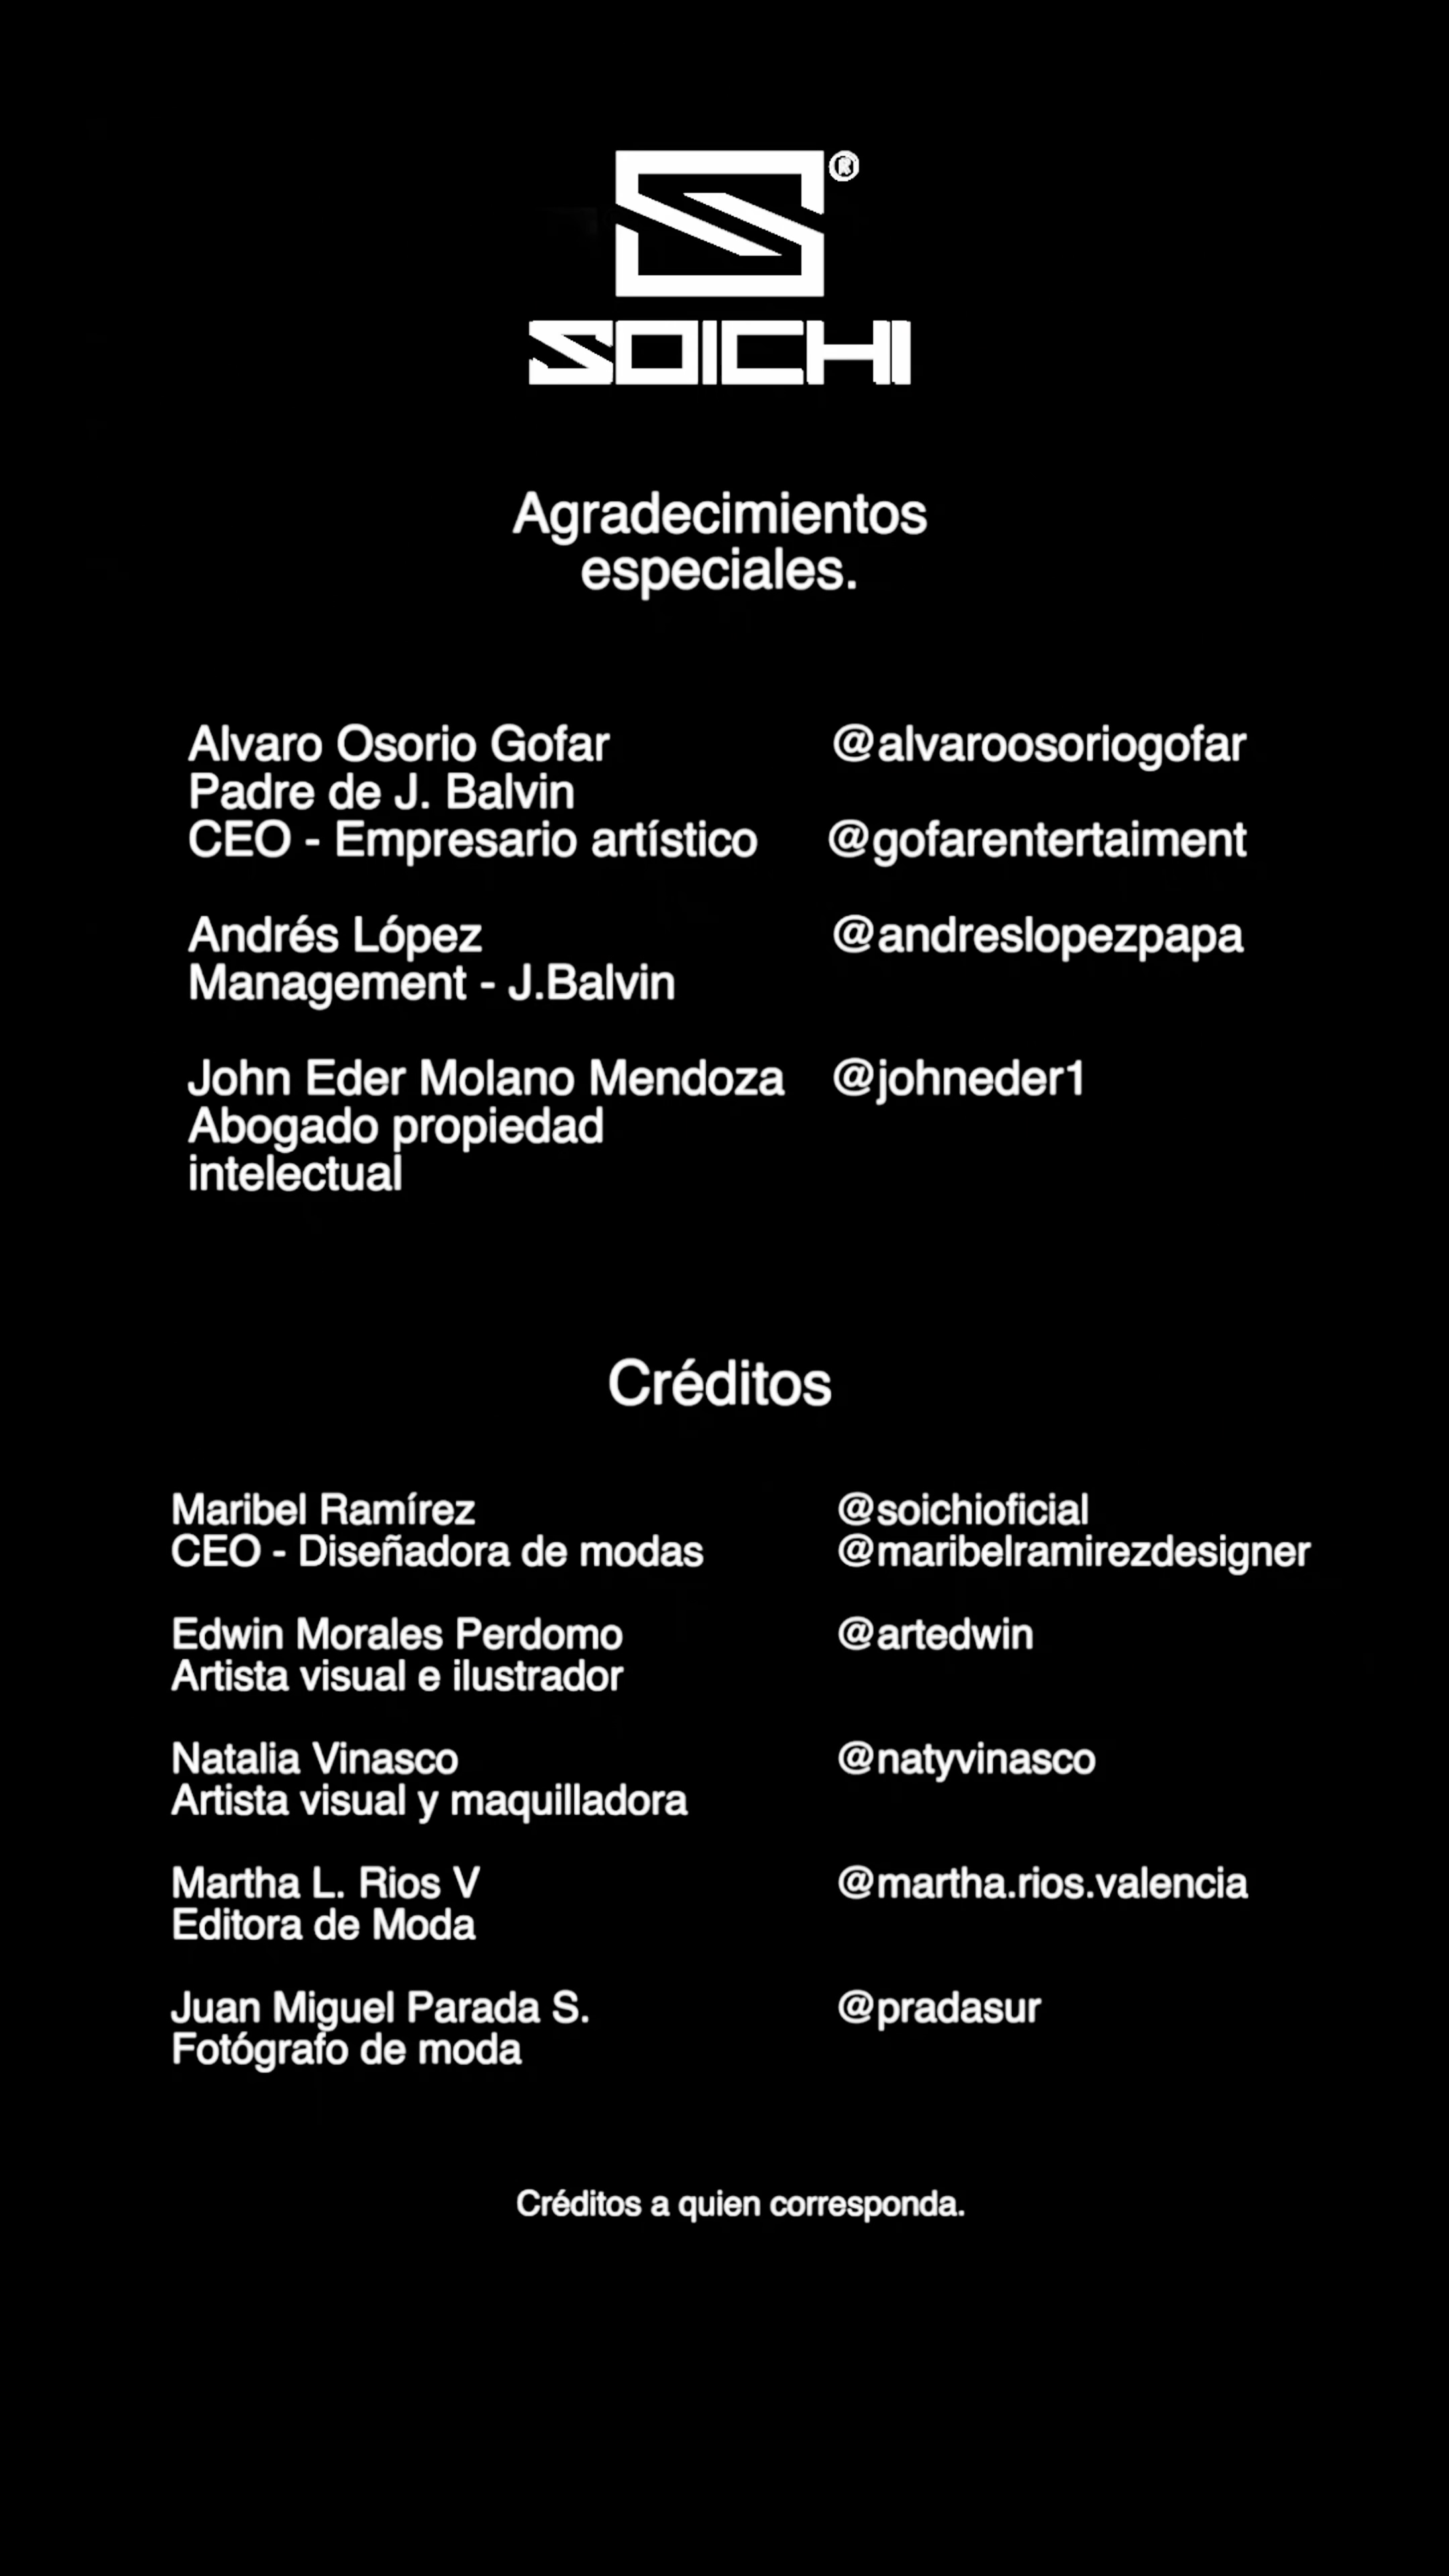 ®
SOICHI
Agradecimientos
especiales.
Alvaro Osorio Gofar @alvaroosoriogofar
Padre de J. Balvin
CEO - Empresario artístico @gofarentertaiment
Andrés López @andreslopezpapa
Management - J.Balvin
John Eder Molano Mendoza @johneder1
Abogado propiedad
intelectual
Créditos
Maribel Ramírez @soichioficial
CEO - Diseñadora de modas @maribelramirezdesigner
Edwin Morales Perdomo @artedwin
Artista visual e ilustrador
Natalia Vinasco @natyvinasco
Artista visual y maquilladora
Martha L. Rios V @martha.rios.valencia
Editora de Moda
Juan Miguel Parada S. @pradasur
Fotógrafo de moda
Créditos a quien corresponda.